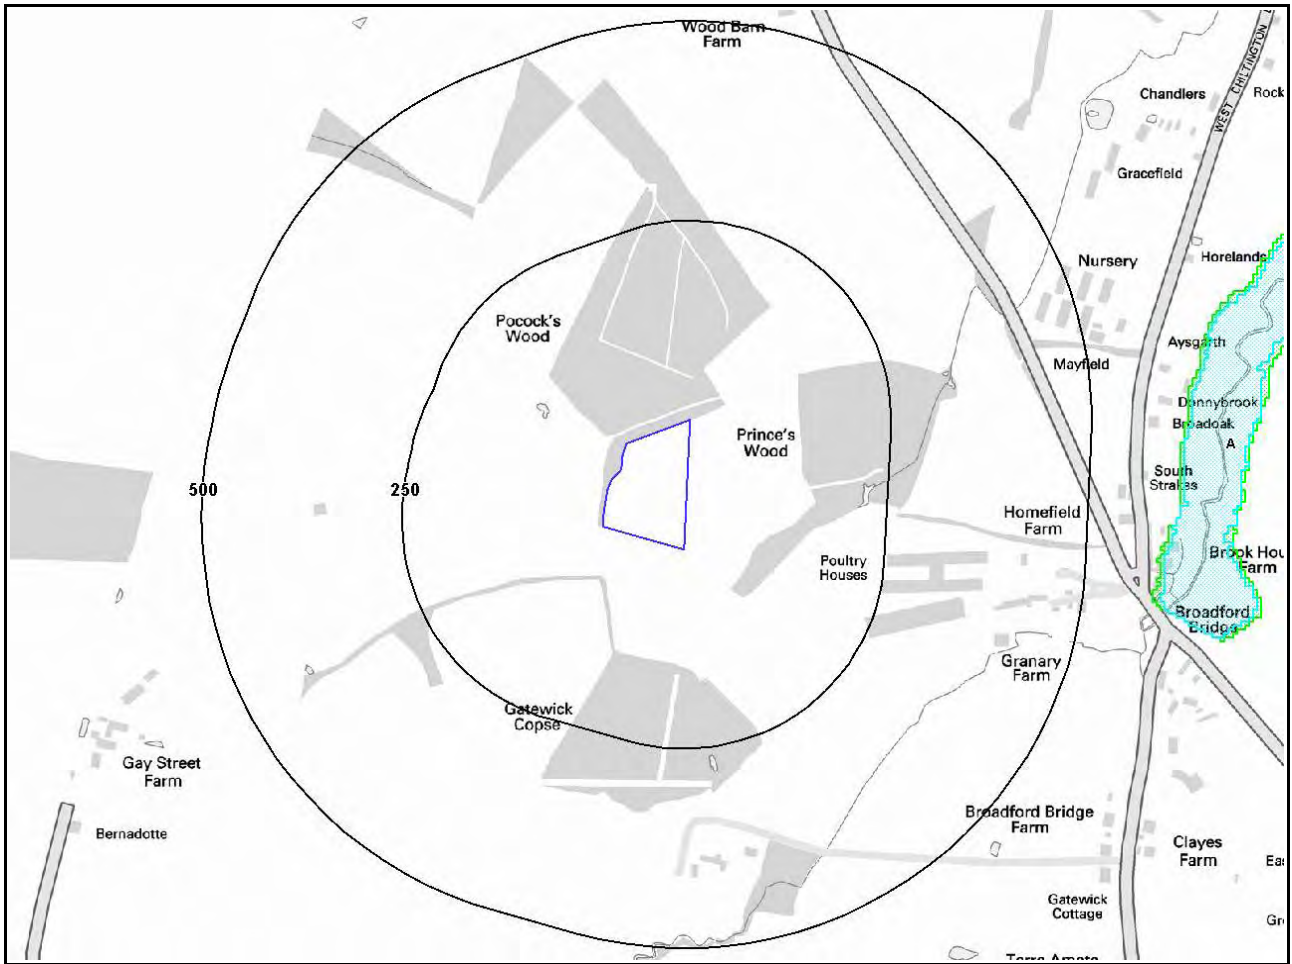 Wood Barn
Farm
WEST CHILTINGTON
Chandlers
Rock
Gracefield
Nursery
Horelands
Pocock's
Wood
Aysgarth
Mayfield
Donnybrook
Broadoak
A
Prince's
Wood
South
Strakes
500
250
Homefield
Farm
Brook Hou
Farm
Poultry
Houses
Broadford
Bridge
Granary
Farm
Gatewick
Copse
Gay Street
Farm
Bernadotte
Broadford Bridge
Farm
Clayes
Farm
Eas
Gatewick
Cottage
Gr